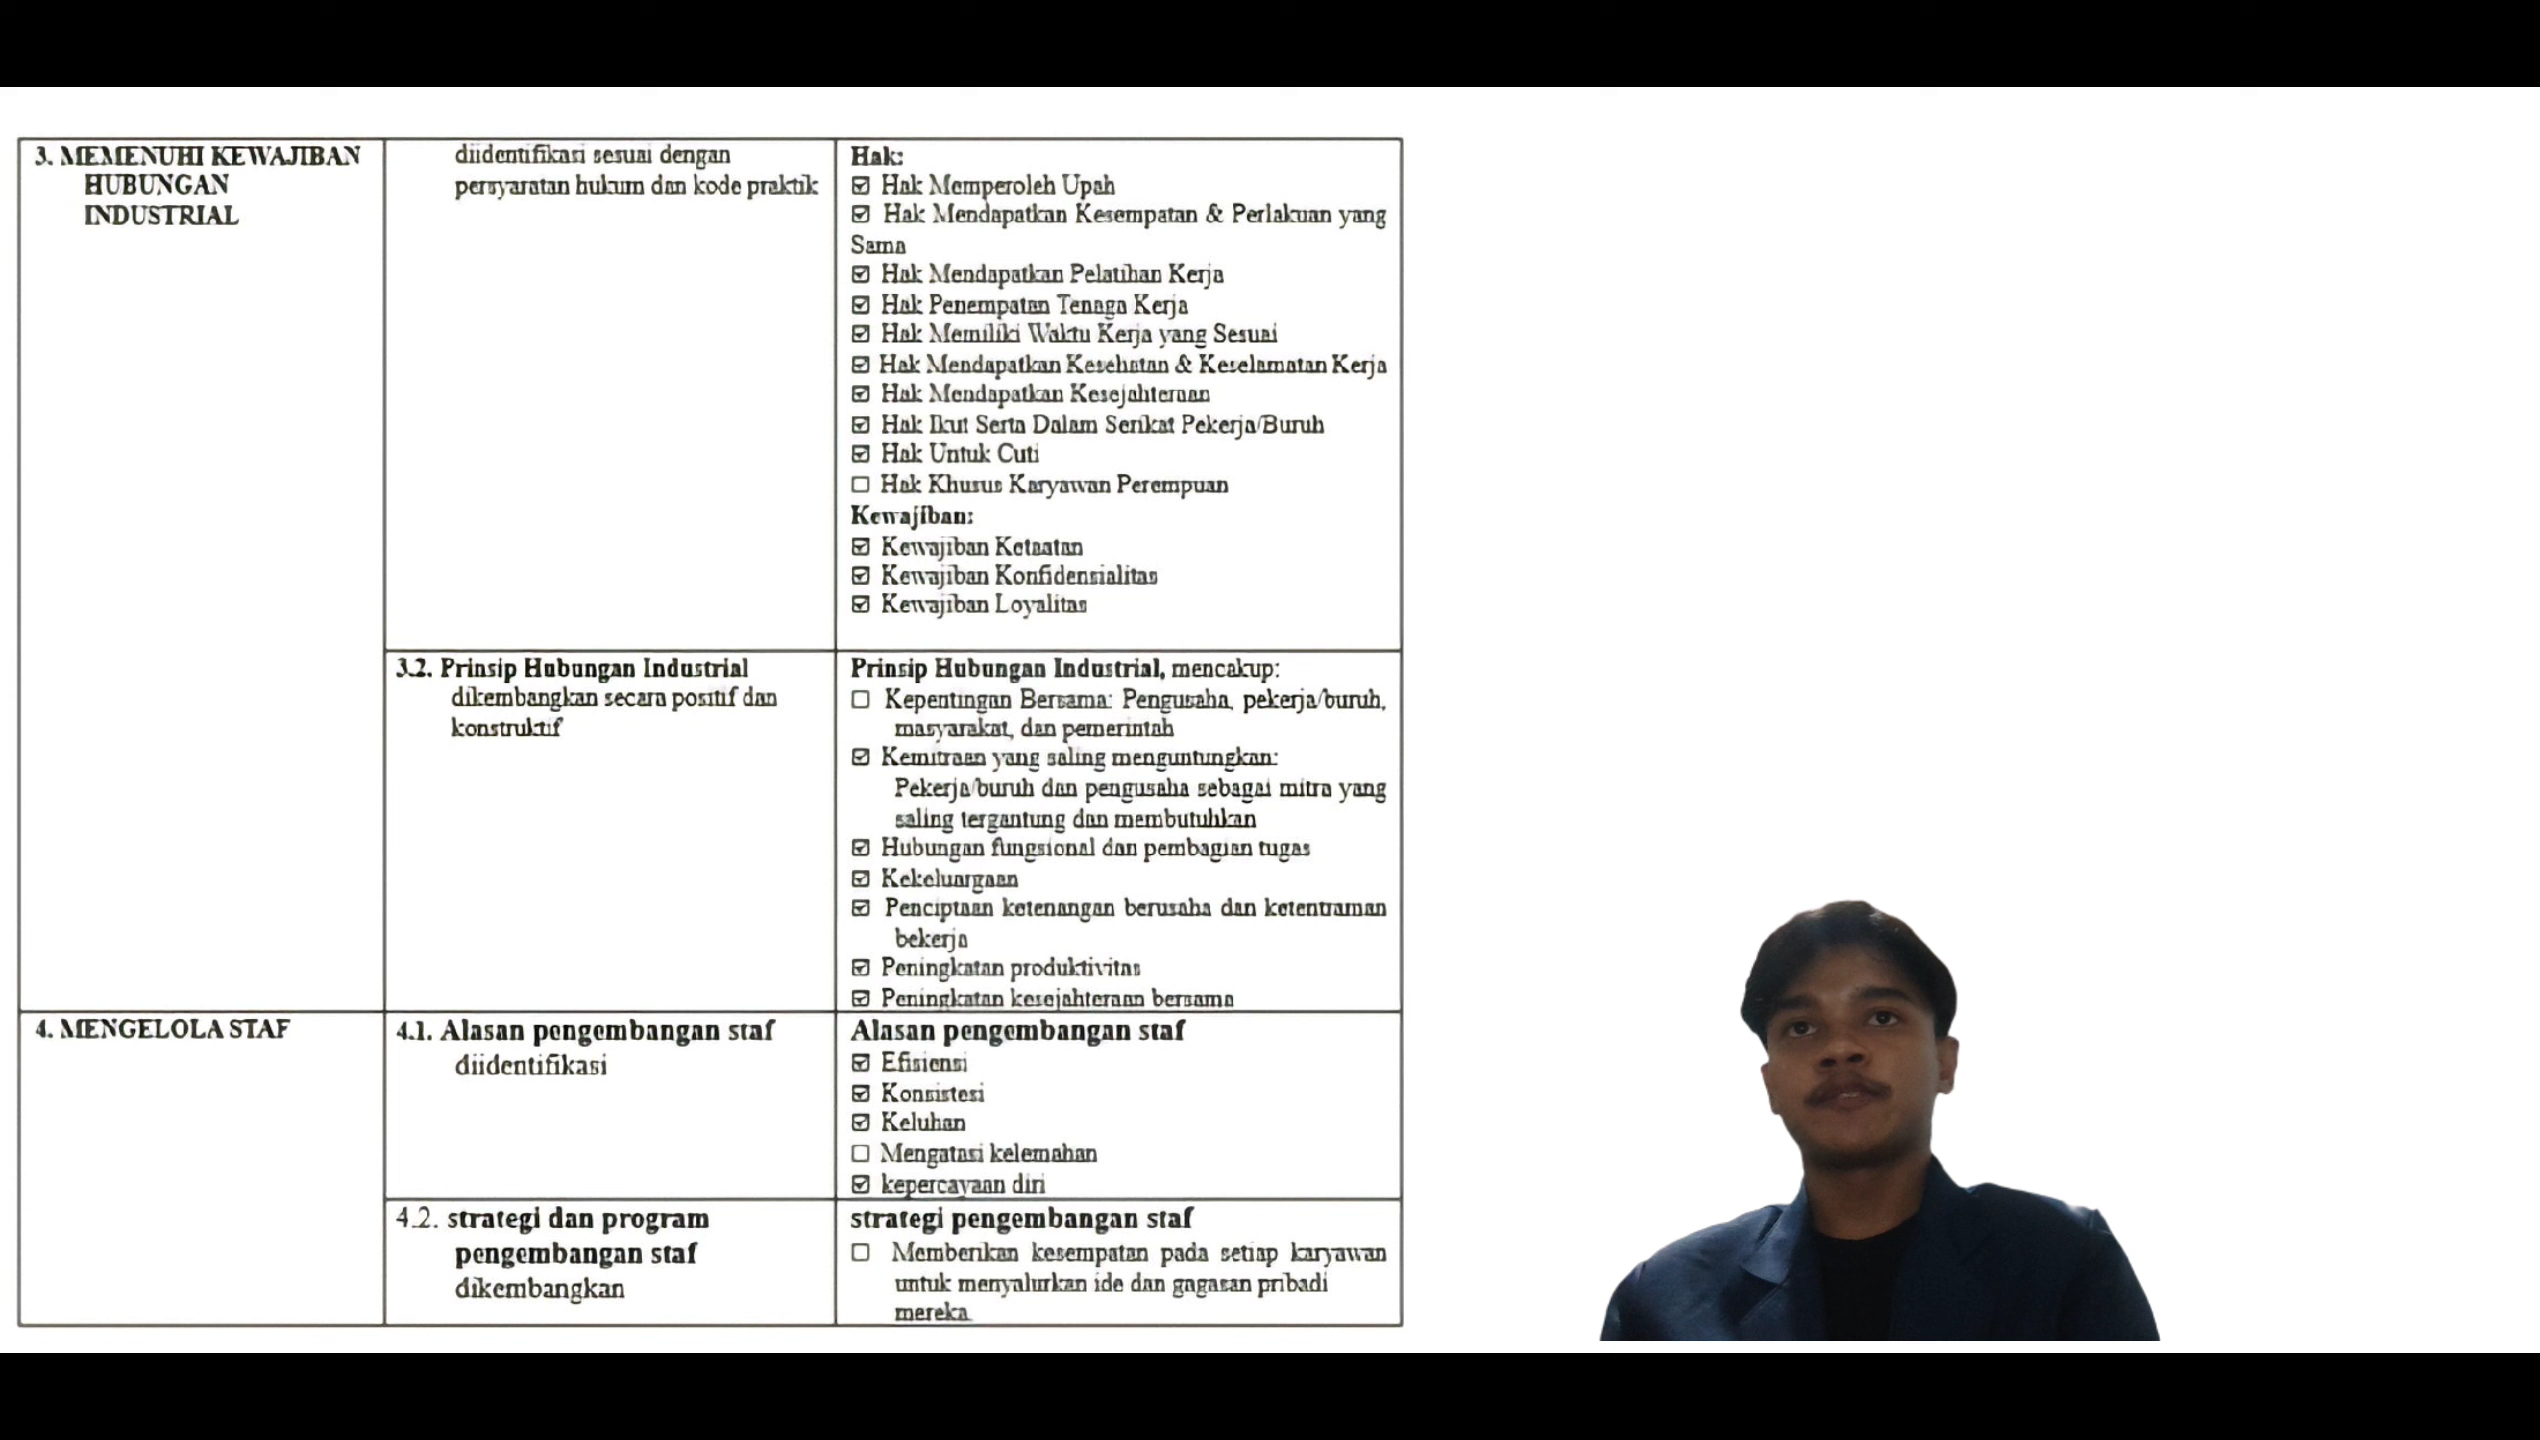 3. MEMENUHI KEWAJIBAN
HUBUNGAN
INDUSTRIAL
diidentifikasi sesuai dengan
persyaratan hukum dan kode praktik
Hak:
☑ Hak Memperoleh Upah
☑ Hak Mendapatkan Kesempatan & Perlakuan yang
Sama
☑ Hak Mendapatkan Pelatihan Kerja
☑ Hak Penempatan Tenaga Kerja
☑ Hak Memiliki Waktu Kerja yang Sesuai
☑ Hak Mendapatkan Kesehatan & Keselamatan Kerja
☑ Hak Mendapatkan Kesejahteraan
☑ Hak Ikut Serta Dalam Serikat Pekerja/Buruh
☑ Hak Untuk Cuti
☐ Hak Khusus Karyawan Perempuan
Kewajiban:
☑ Kewajiban Ketaatan
☑ Kewajiban Konfidensialitas
☑ Kewajiban Loyalitas
3.2. Prinsip Hubungan Industrial
dikembangkan secara positif dan
konstruktif
Prinsip Hubungan Industrial, mencakup:
☐ Kepentingan Bersama: Pengusaha, pekerja/buruh,
masyarakat, dan pemerintah
☑ Kemitraan yang saling menguntungkan:
Pekerja/buruh dan pengusaha sebagai mitra yang
saling tergantung dan membutuhkan
☑ Hubungan fungsional dan pembagian tugas
☑ Kekeluargaan
☑ Penciptaan ketenangan berusaha dan ketentraman
bekerja
☑ Peningkatan produktivitas
☑ Peningkatan kesejahteraan bersama
4. MENGELOLA STAF
4.1. Alasan pengembangan staf
diidentifikasi
Alasan pengembangan staf
☑ Efisiensi
☑ Konsistesi
☑ Keluhan
☐ Mengatasi kelemahan
☑ kepercayaan diri
4.2. strategi dan program
pengembangan staf
dikembangkan
strategi pengembangan staf
☐ Memberikan kesempatan pada setiap karyawan
untuk menyalurkan ide dan gagasan pribadi
mereka.